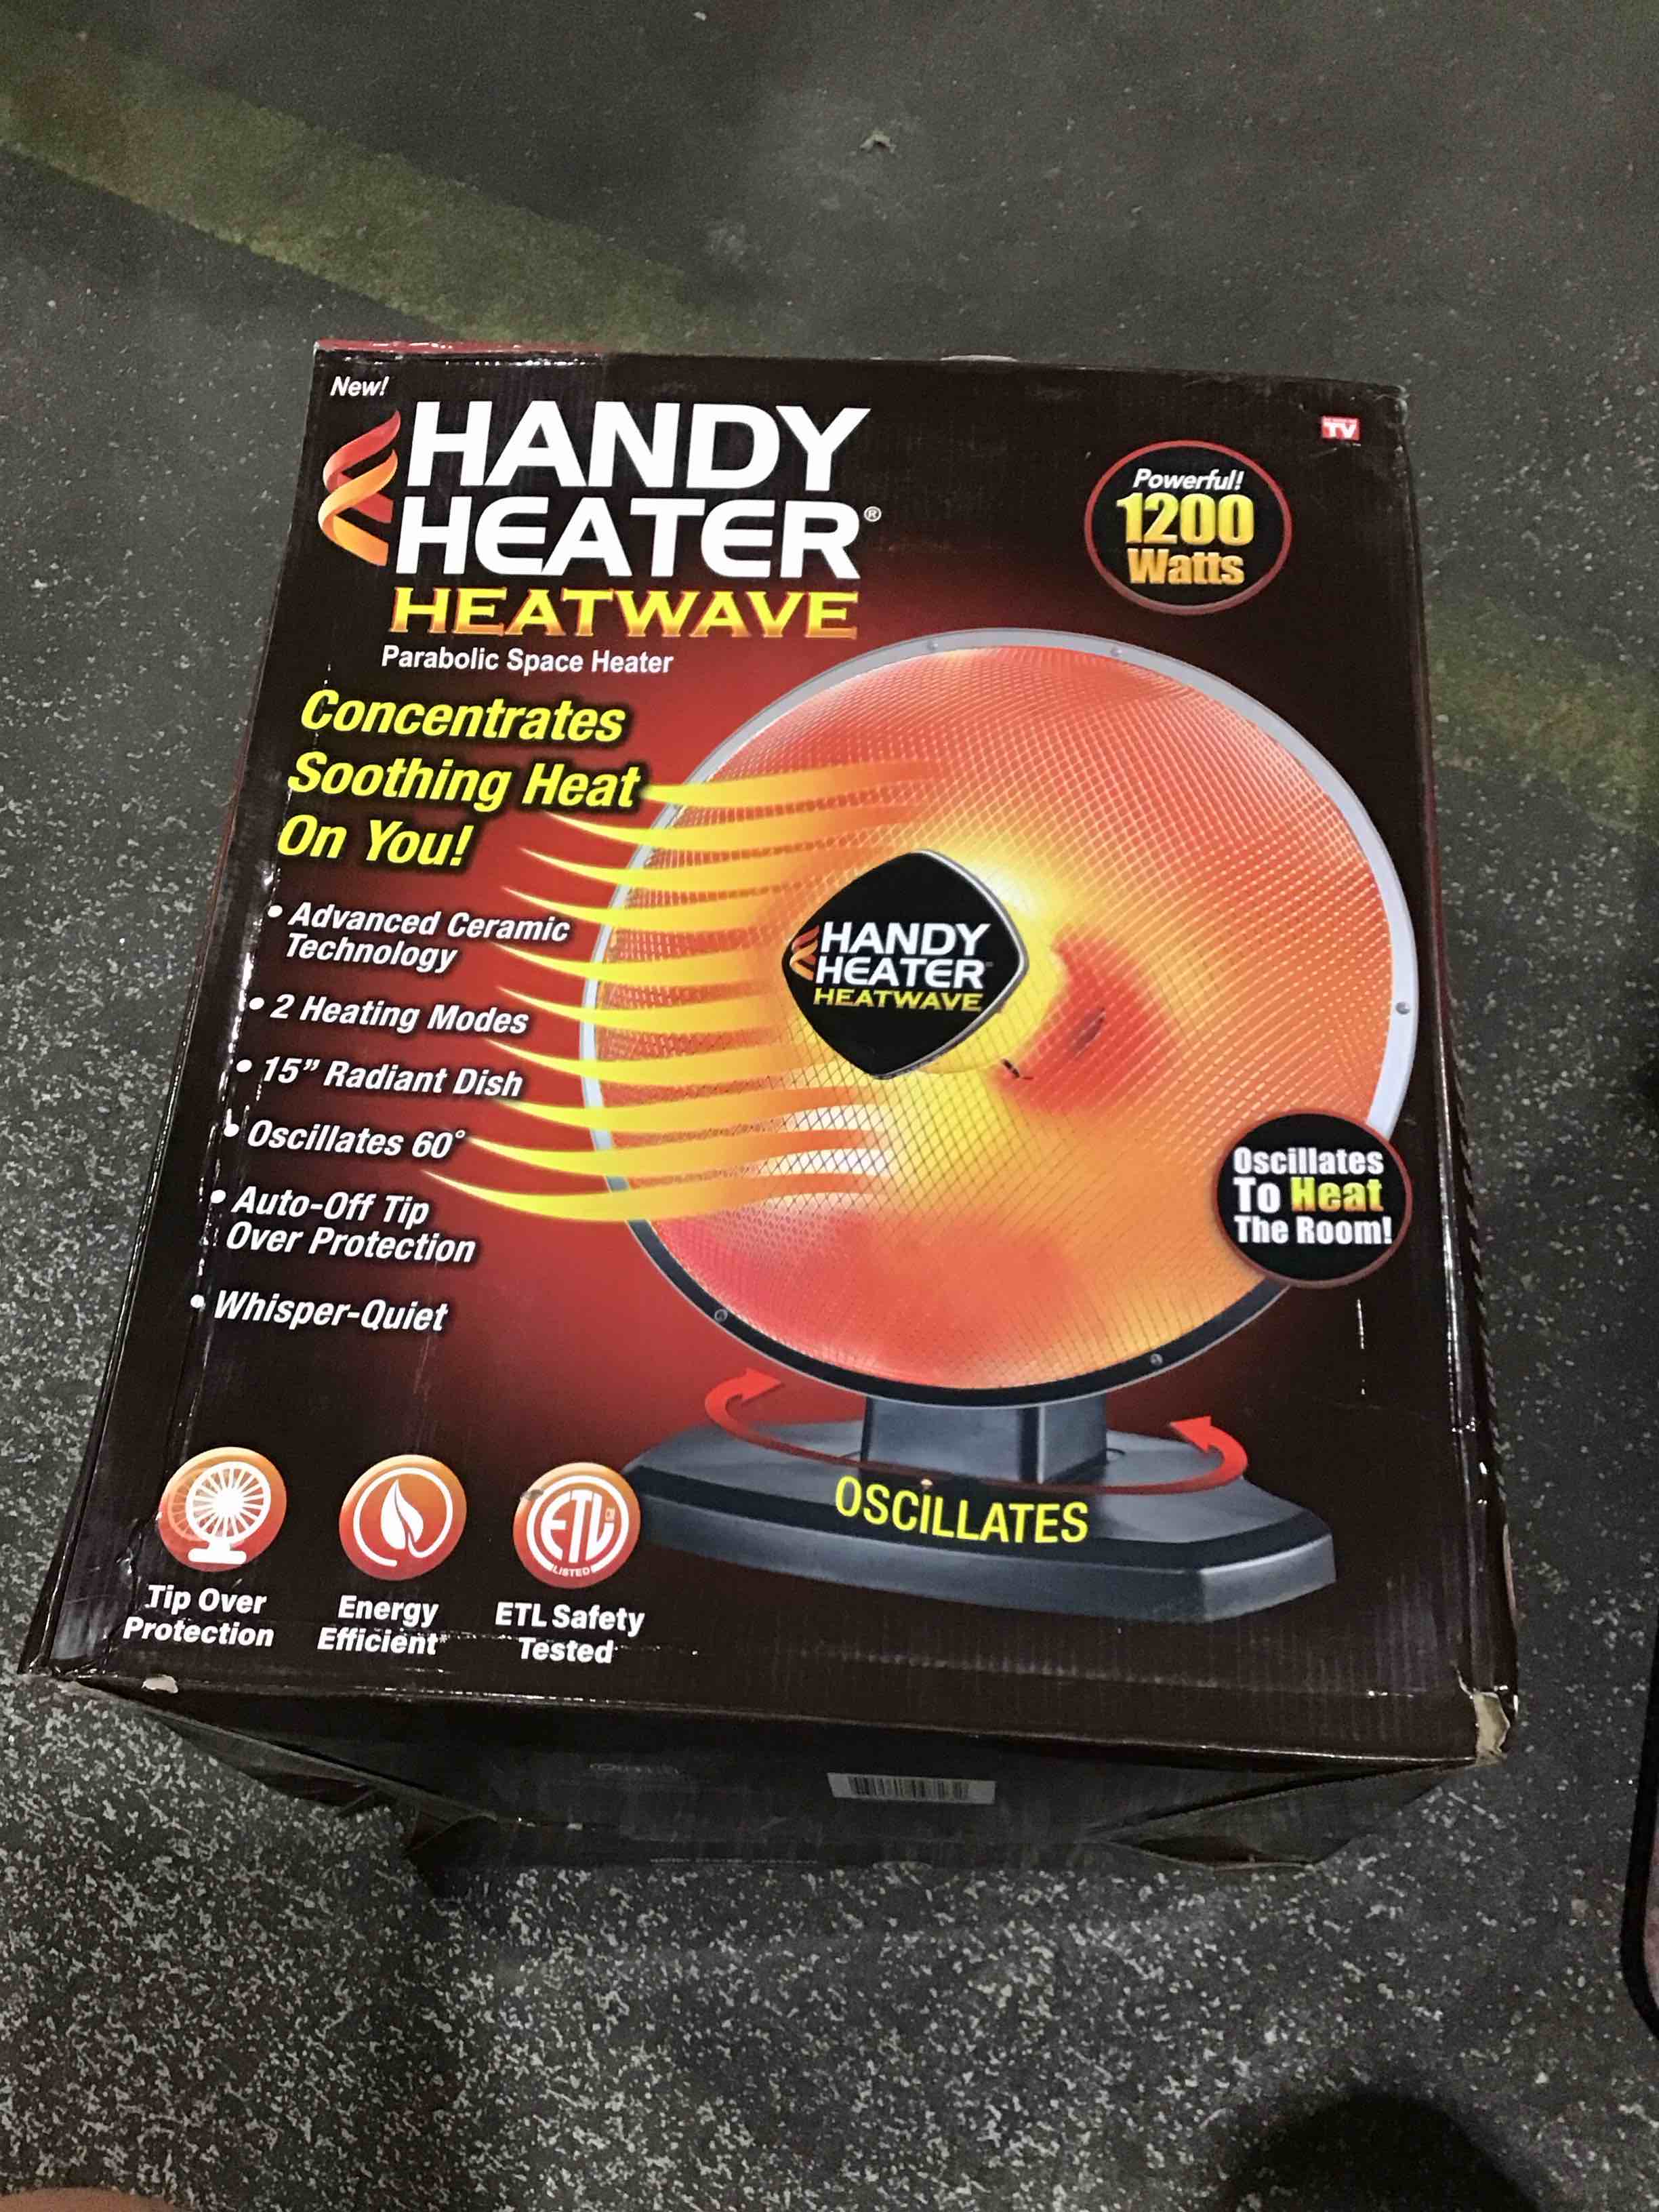 New!
HANDY
HEATER®
HEATWAVE
Parabolic Space Heater
TV
Powerful!
1200
Watts
Concentrates
Soothing Heat
On You!
• Advanced Ceramic
Technology
• 2 Heating Modes
• 15” Radiant Dish
• Oscillates 60°
• Auto-Off Tip
Over Protection
• Whisper-Quiet
HANDY
HEATER
HEATWAVE
Oscillates
To Heat
The Room!
OSCILLATES
ETL
LISTED
Tip Over
Protection
Energy
Efficient*
ETL Safety
Tested